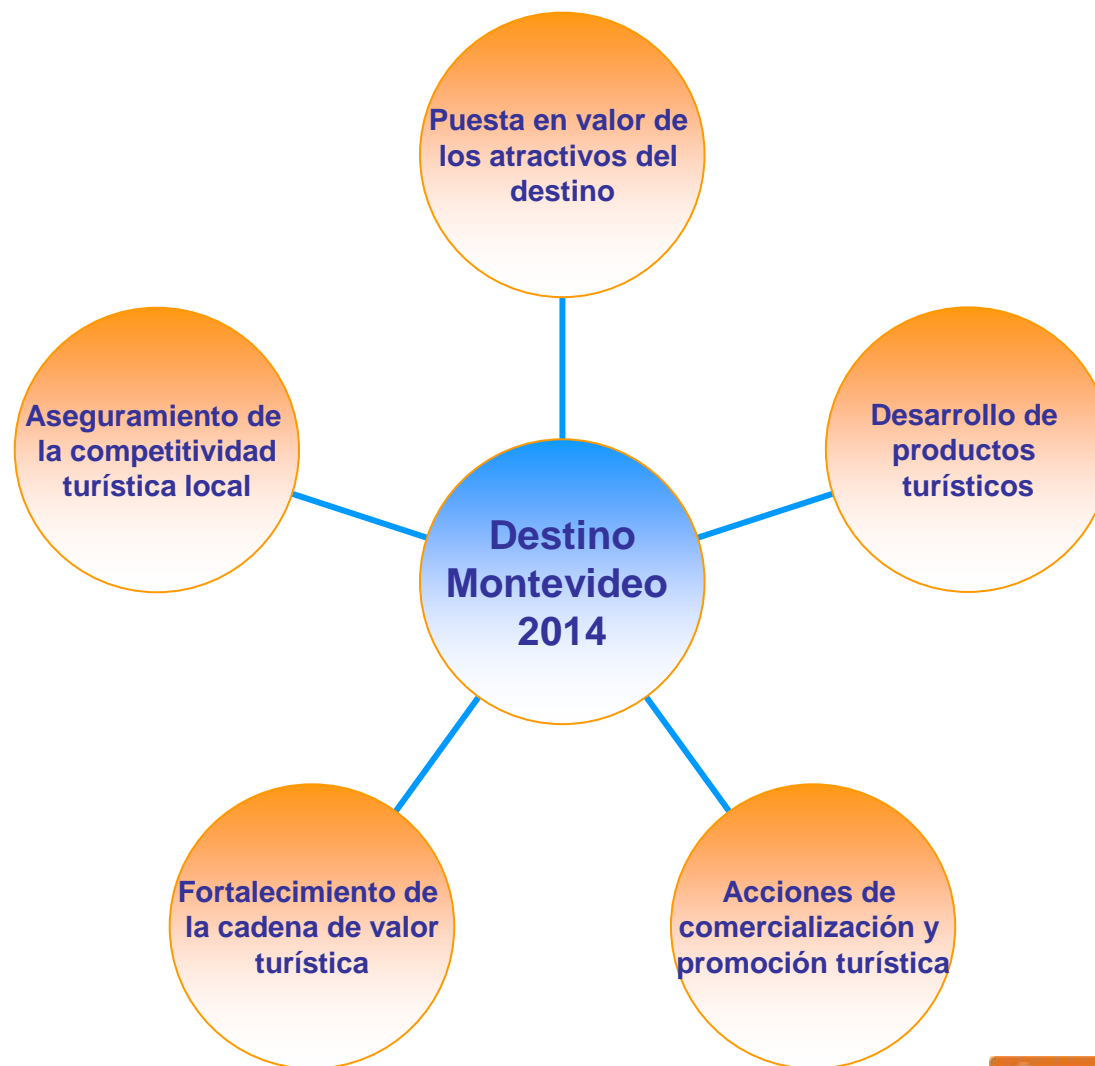 Puesta en valor de
los atractivos del
destino
Aseguramiento de
la competitividad
turística local
Desarrollo de
productos
turísticos
Destino
Montevideo
2014
Fortalecimiento de
la cadena de valor
turística
Acciones de
comercialización y
promoción turística